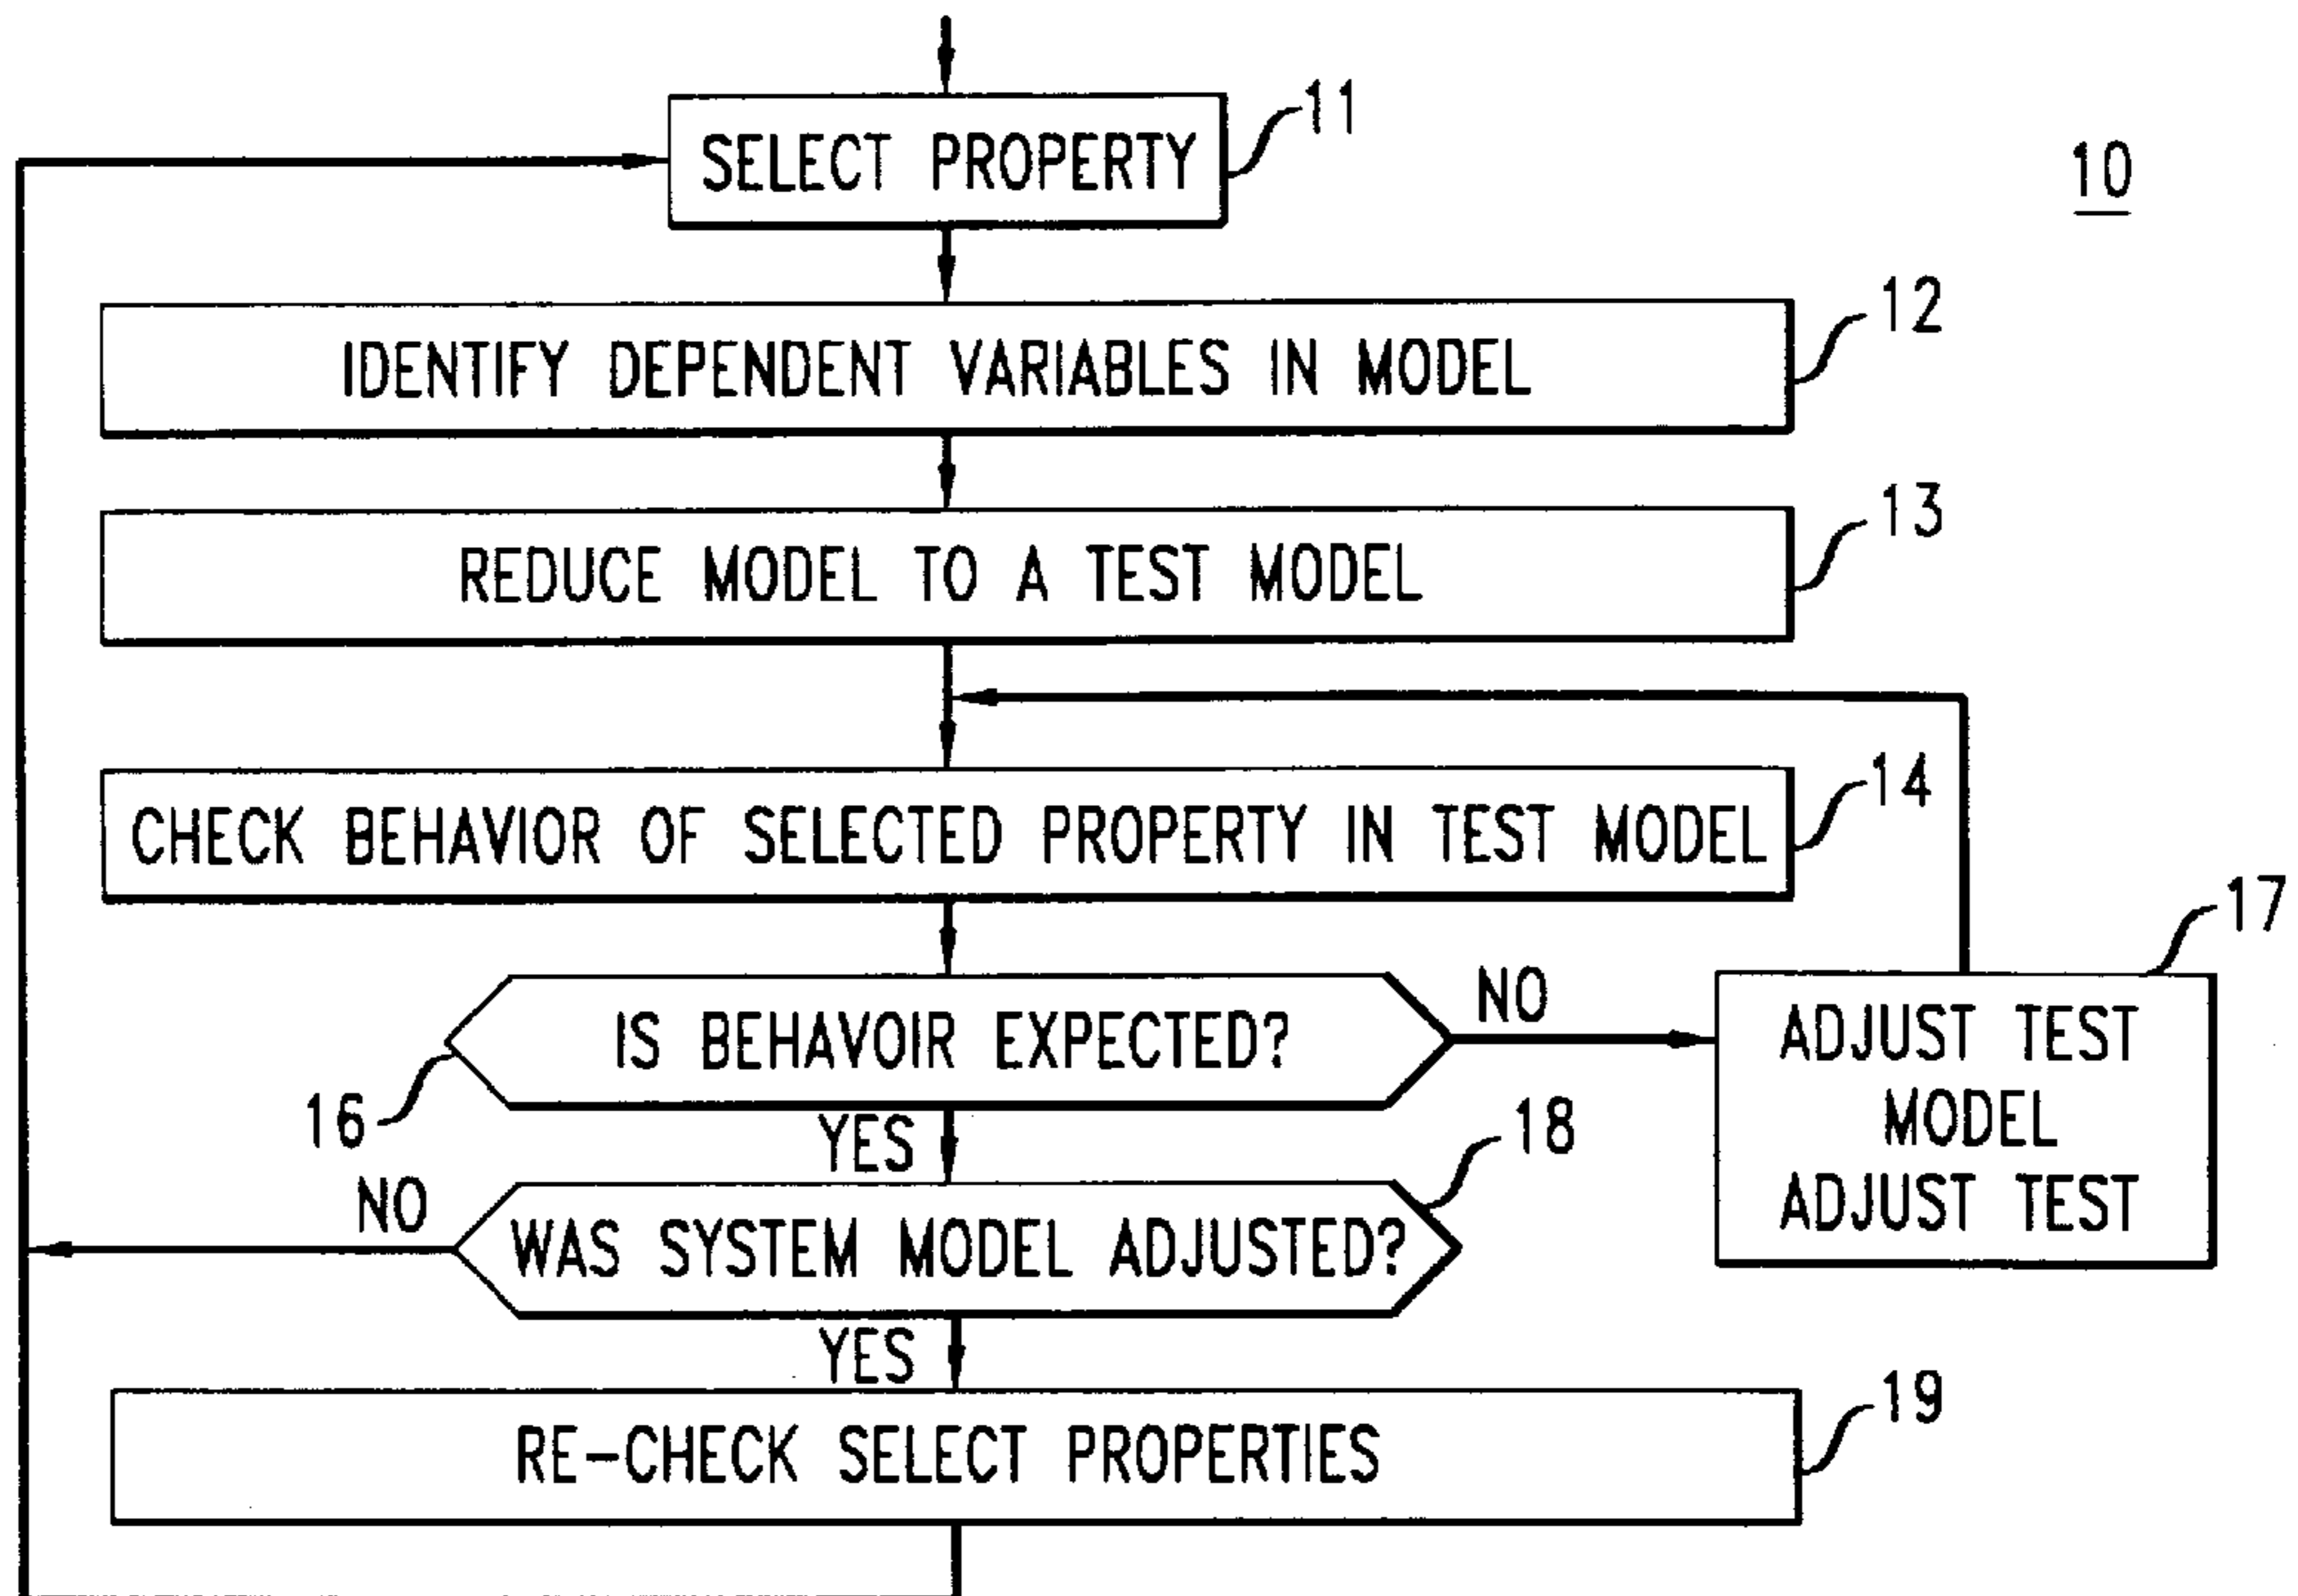 SELECT PROPERTY
11
10
IDENTIFY DEPENDENT VARIABLES IN MODEL
12
REDUCE MODEL TO A TEST MODEL
13
CHECK BEHAVIOR OF SELECTED PROPERTY IN TEST MODEL
14
17
IS BEHAVOIR EXPECTED?
NO
ADJUST TEST
MODEL
ADJUST TEST
16
YES
18
NO
WAS SYSTEM MODEL ADJUSTED?
YES
RE-CHECK SELECT PROPERTIES
19